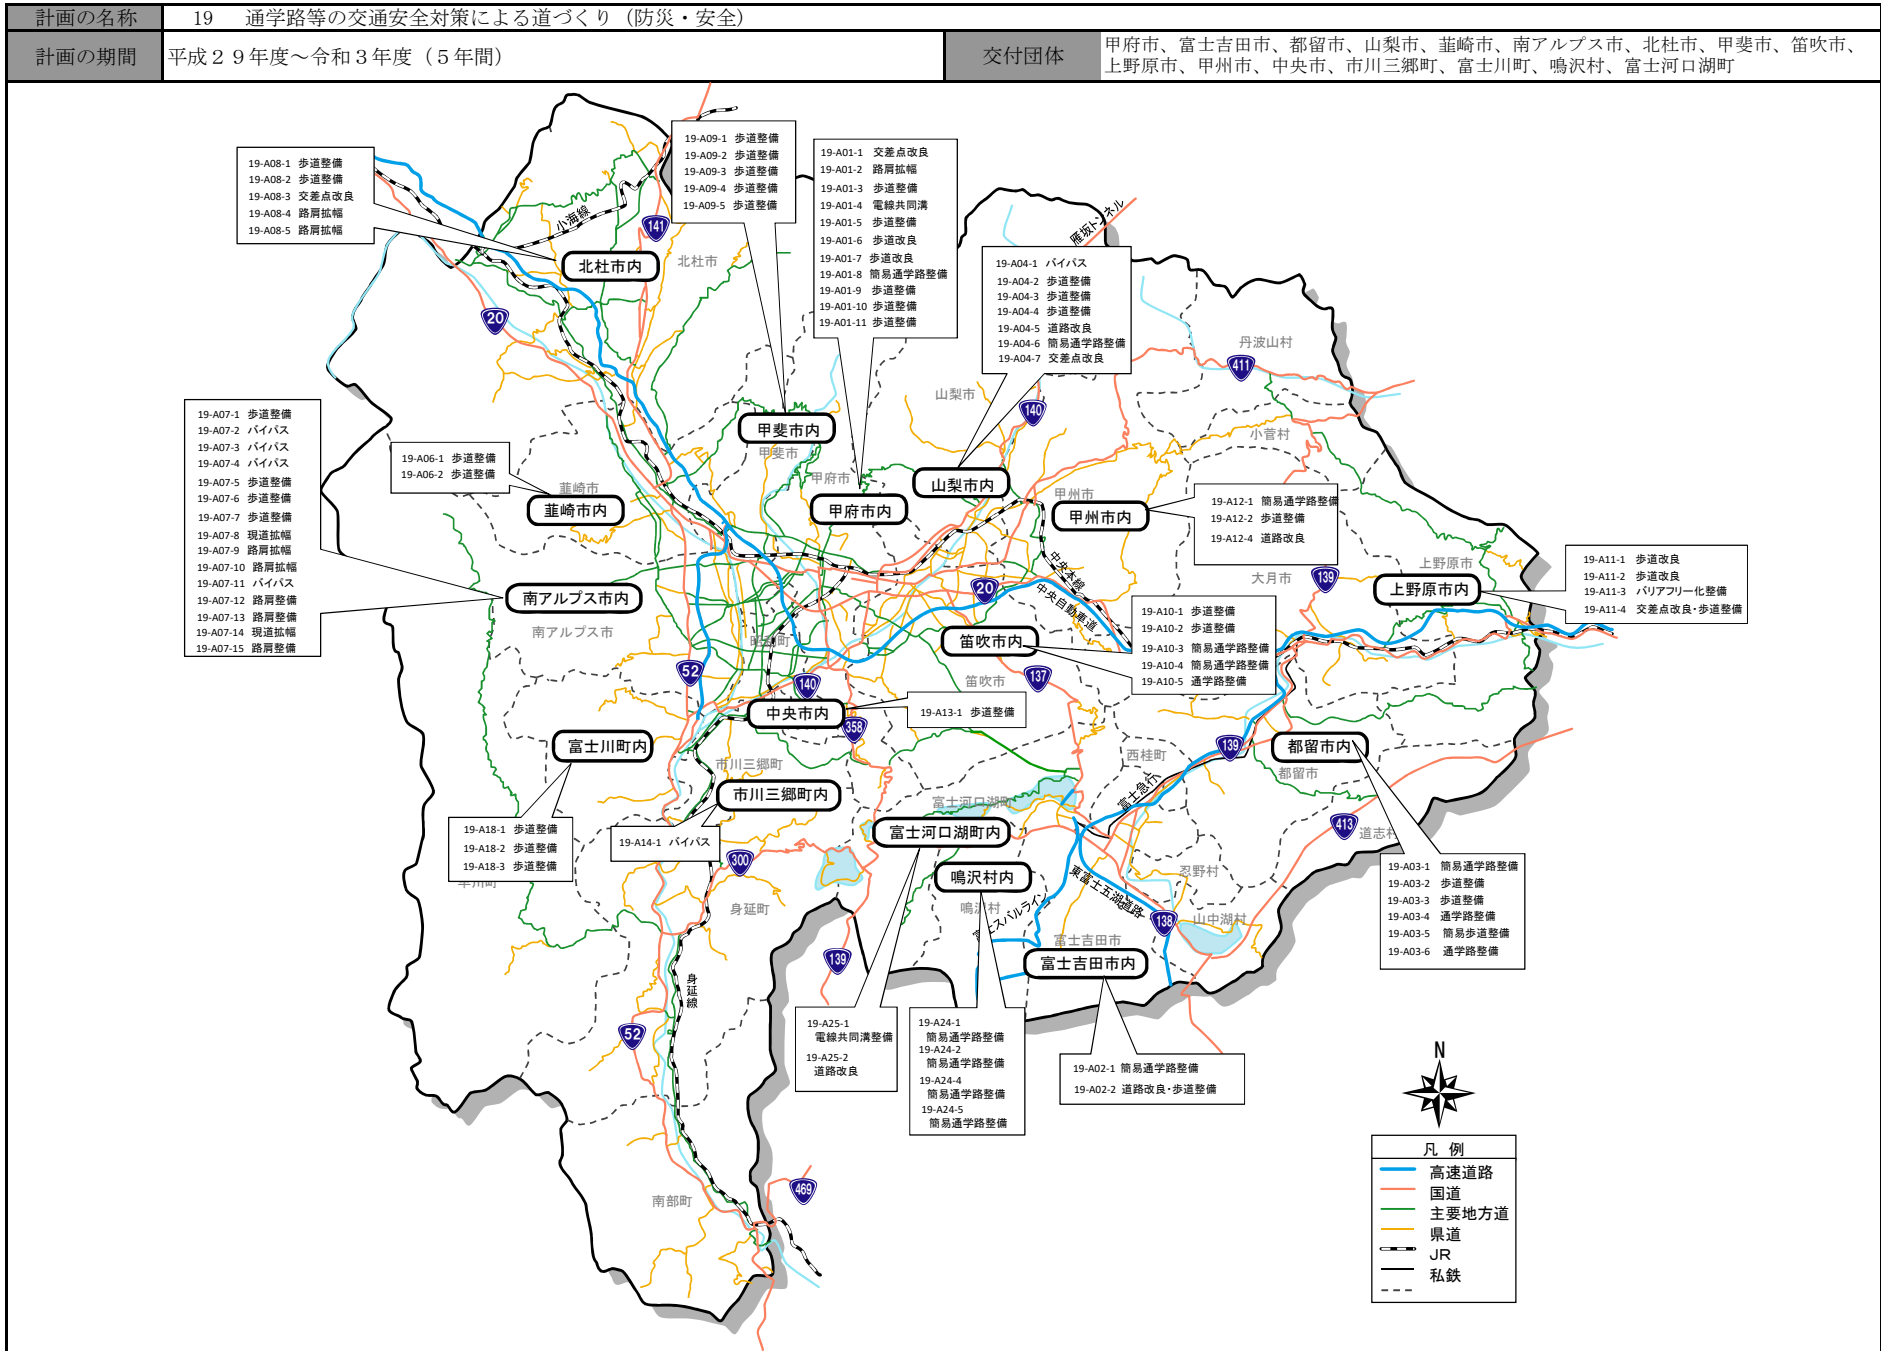 計画の名称
19 通学路等の交通安全対策による道づくり（防災・安全）
計画の期間
平成２９年度～令和３年度（５年間）
交付団体
甲府市、富士吉田市、都留市、山梨市、韮崎市、南アルプス市、北杜市、甲斐市、笛吹市、
上野原市、甲州市、中央市、市川三郷町、富士川町、鳴沢村、富士河口湖町
19-A08-1 歩道整備
19-A08-2 歩道整備
19-A08-3 交差点改良
19-A08-4 路肩拡幅
19-A08-5 路肩拡幅
19-A09-1 歩道整備
19-A09-2 歩道整備
19-A09-3 歩道整備
19-A09-4 歩道整備
19-A09-5 歩道整備
19-A01-1 交差点改良
19-A01-2 路肩拡幅
19-A01-3 歩道整備
19-A01-4 電線共同溝
19-A01-5 歩道整備
19-A01-6 歩道改良
19-A01-7 歩道改良
19-A01-8 簡易通学路整備
19-A01-9 歩道整備
19-A01-10 歩道整備
19-A01-11 歩道整備
19-A04-1 バイパス
19-A04-2 歩道整備
19-A04-3 歩道整備
19-A04-4 歩道整備
19-A04-5 道路改良
19-A04-6 簡易通学路整備
19-A04-7 交差点改良
小海線
141
雁坂トンネル
北杜市内
北杜市
20
丹波山村
411
山梨市
140
小菅村
19-A07-1 歩道整備
19-A07-2 バイパス
19-A07-3 バイパス
19-A07-4 バイパス
19-A07-5 歩道整備
19-A07-6 歩道整備
19-A07-7 歩道整備
19-A07-8 現道拡幅
19-A07-9 路肩拡幅
19-A07-10 路肩拡幅
19-A07-11 バイパス
19-A07-12 路肩整備
19-A07-13 路肩整備
19-A07-14 現道拡幅
19-A07-15 路肩整備
19-A06-1 歩道整備
19-A06-2 歩道整備
韮崎市
韮崎市内
甲斐市内
甲斐市
甲府市
甲府市内
山梨市内
甲州市
甲州市内
19-A12-1 簡易通学路整備
19-A12-2 歩道整備
19-A12-4 道路改良
中央本線
中央自動車道
大月市
139
上野原市
上野原市内
19-A11-1 歩道改良
19-A11-2 歩道改良
19-A11-3 バリアフリー化整備
19-A11-4 交差点改良・歩道整備
南アルプス市内
南アルプス市
昭和町
20
笛吹市内
笛吹市
137
19-A10-1 歩道整備
19-A10-2 歩道整備
19-A10-3 簡易通学路整備
19-A10-4 簡易通学路整備
19-A10-5 通学路整備
52
140
中央市内
19-A13-1 歩道整備
358
富士川町内
市川三郷町
市川三郷町内
西桂町
139
都留市内
都留市
富士急行
富士河口湖町
富士河口湖町内
413
道志村
19-A18-1 歩道整備
19-A18-2 歩道整備
19-A18-3 歩道整備
早川町
19-A14-1 バイパス
300
身延町
鳴沢村内
鳴沢村
富士スバルライン
東富士五湖道路
忍野村
138
山中湖村
19-A03-1 簡易通学路整備
19-A03-2 歩道整備
19-A03-3 歩道整備
19-A03-4 通学路整備
19-A03-5 簡易歩道整備
19-A03-6 通学路整備
富士吉田市
富士吉田市内
139
身延線
52
19-A25-1
電線共同溝整備
19-A25-2
道路改良
19-A24-1
簡易通学路整備
19-A24-2
簡易通学路整備
19-A24-4
簡易通学路整備
19-A24-5
簡易通学路整備
19-A02-1 簡易通学路整備
19-A02-2 道路改良・歩道整備
南部町
469
N
凡 例
高速道路
国道
主要地方道
県道
JR
私鉄